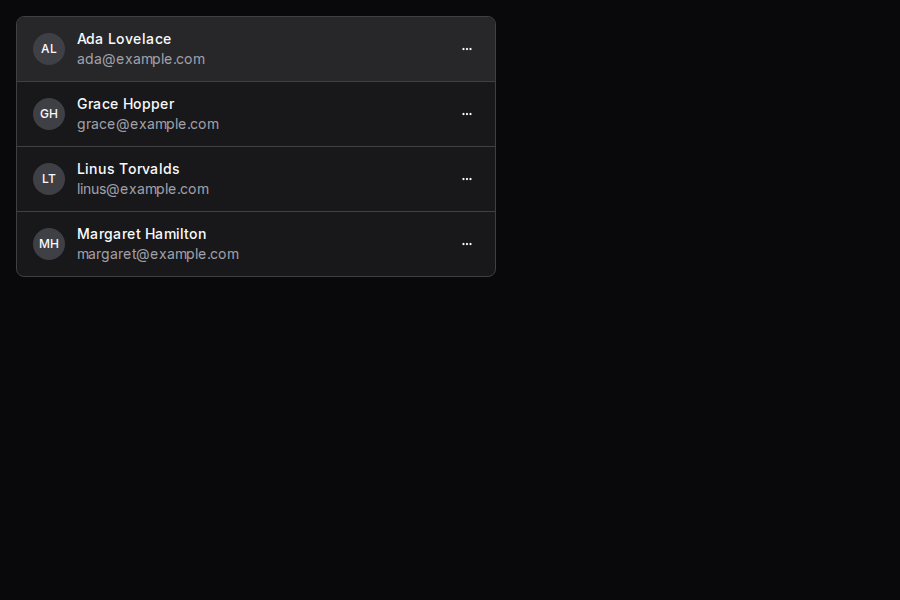 AL
Ada Lovelace
ada@example.com
GH
Grace Hopper
grace@example.com
LT
Linus Torvalds
linus@example.com
MH
Margaret Hamilton
margaret@example.com